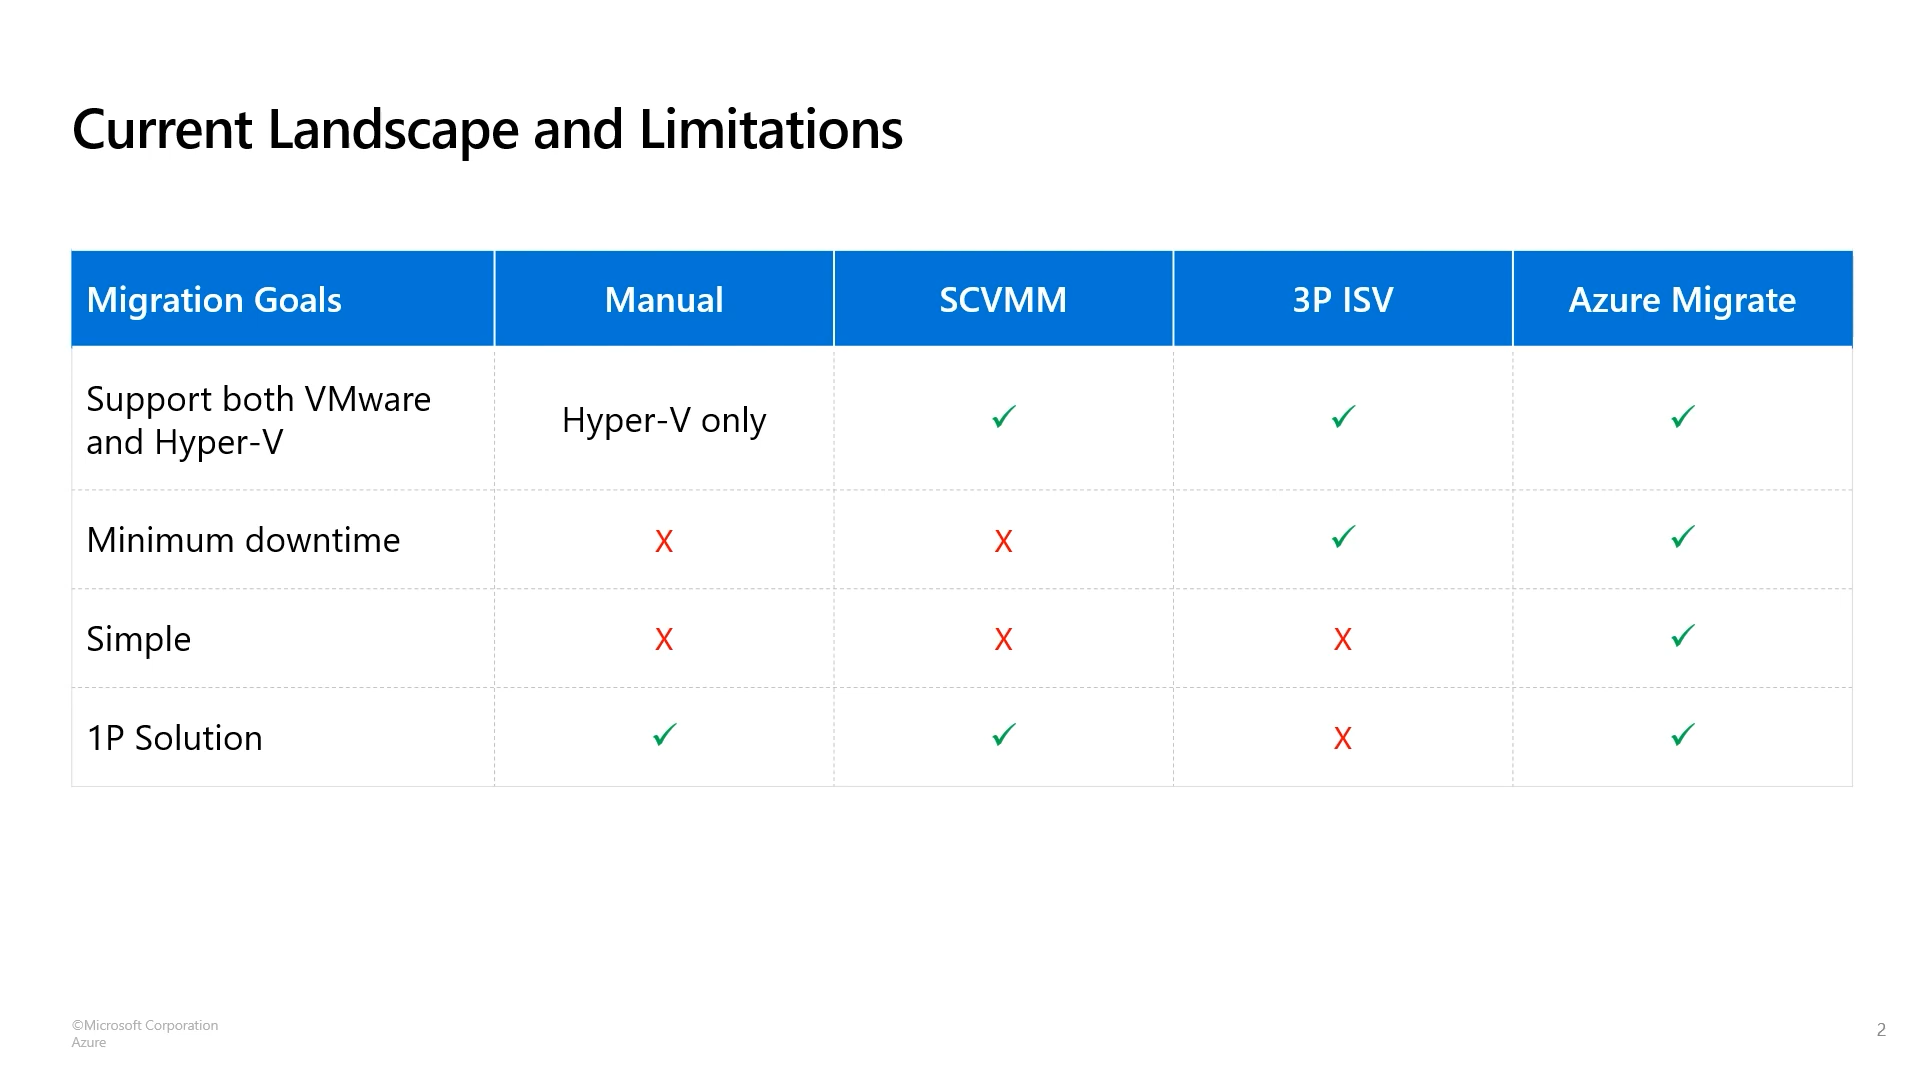 Current Landscape and Limitations
Migration Goals Manual SCVMM 3P ISV Azure Migrate
Support both VMware
and Hyper-V
Hyper-V only ✓ ✓ ✓
Minimum downtime X X ✓ ✓
Simple X X X ✓
1P Solution ✓ ✓ X ✓
©Microsoft Corporation
Azure
2